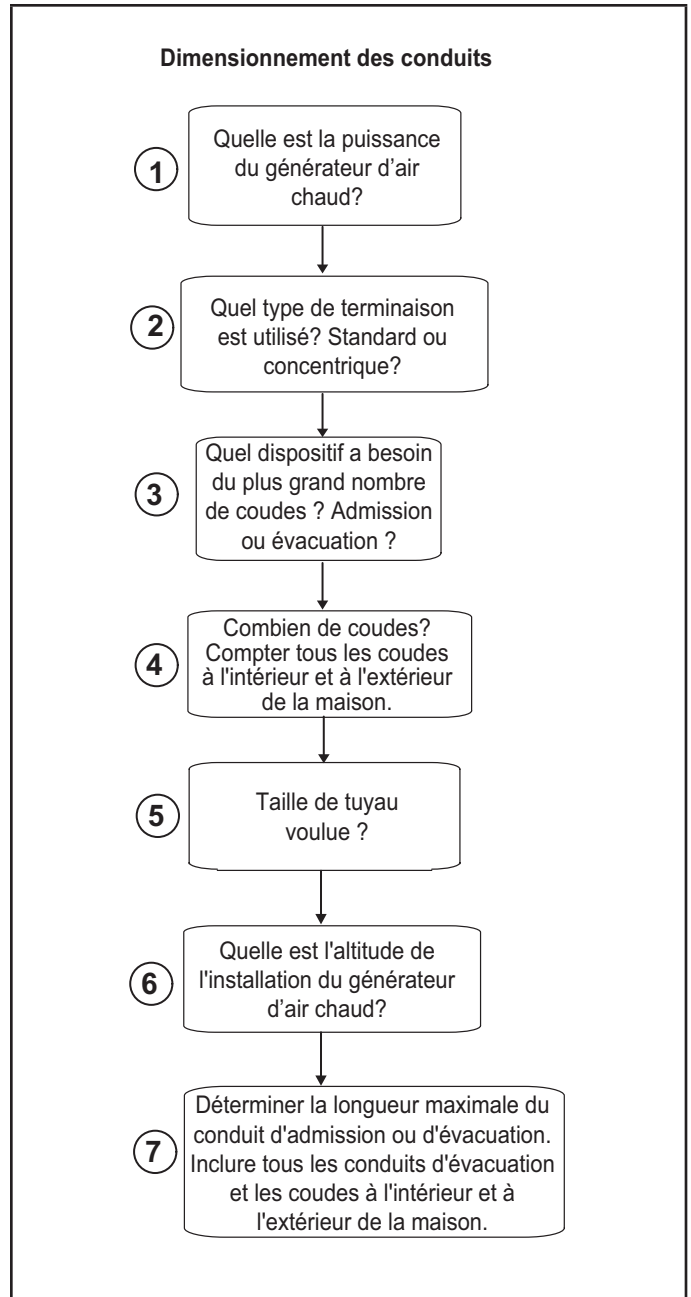 Dimensionnement des conduits
1
Quelle est la puissance
du générateur d’air
chaud?
2
Quel type de terminaison
est utilisé? Standard ou
concentrique?
3
Quel dispositif a besoin
du plus grand nombre
de coudes ? Admission
ou évacuation ?
4
Combien de coudes?
Compter tous les coudes
à l'intérieur et à l'extérieur
de la maison.
5
Taille de tuyau
voulue ?
6
Quelle est l'altitude de
l'installation du générateur
d’air chaud?
7
Déterminer la longueur maximale du
conduit d'admission ou d'évacuation.
Inclure tous les conduits d'évacuation
et les coudes à l'intérieur et à
l'extérieur de la maison.